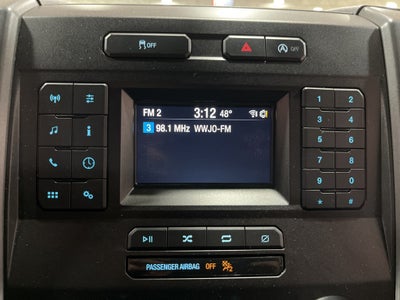 OFF
OFF
FM 2 3:12 48°
3 98.1 MHz WWJO-FM
1 2
3 4
5 6
7 8
9 0
* #
PASSENGER AIRBAG OFF